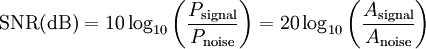 SNR(dB) = 10 log₁₀ (P_signal / P_noise) = 20 log₁₀ (A_signal / A_noise)